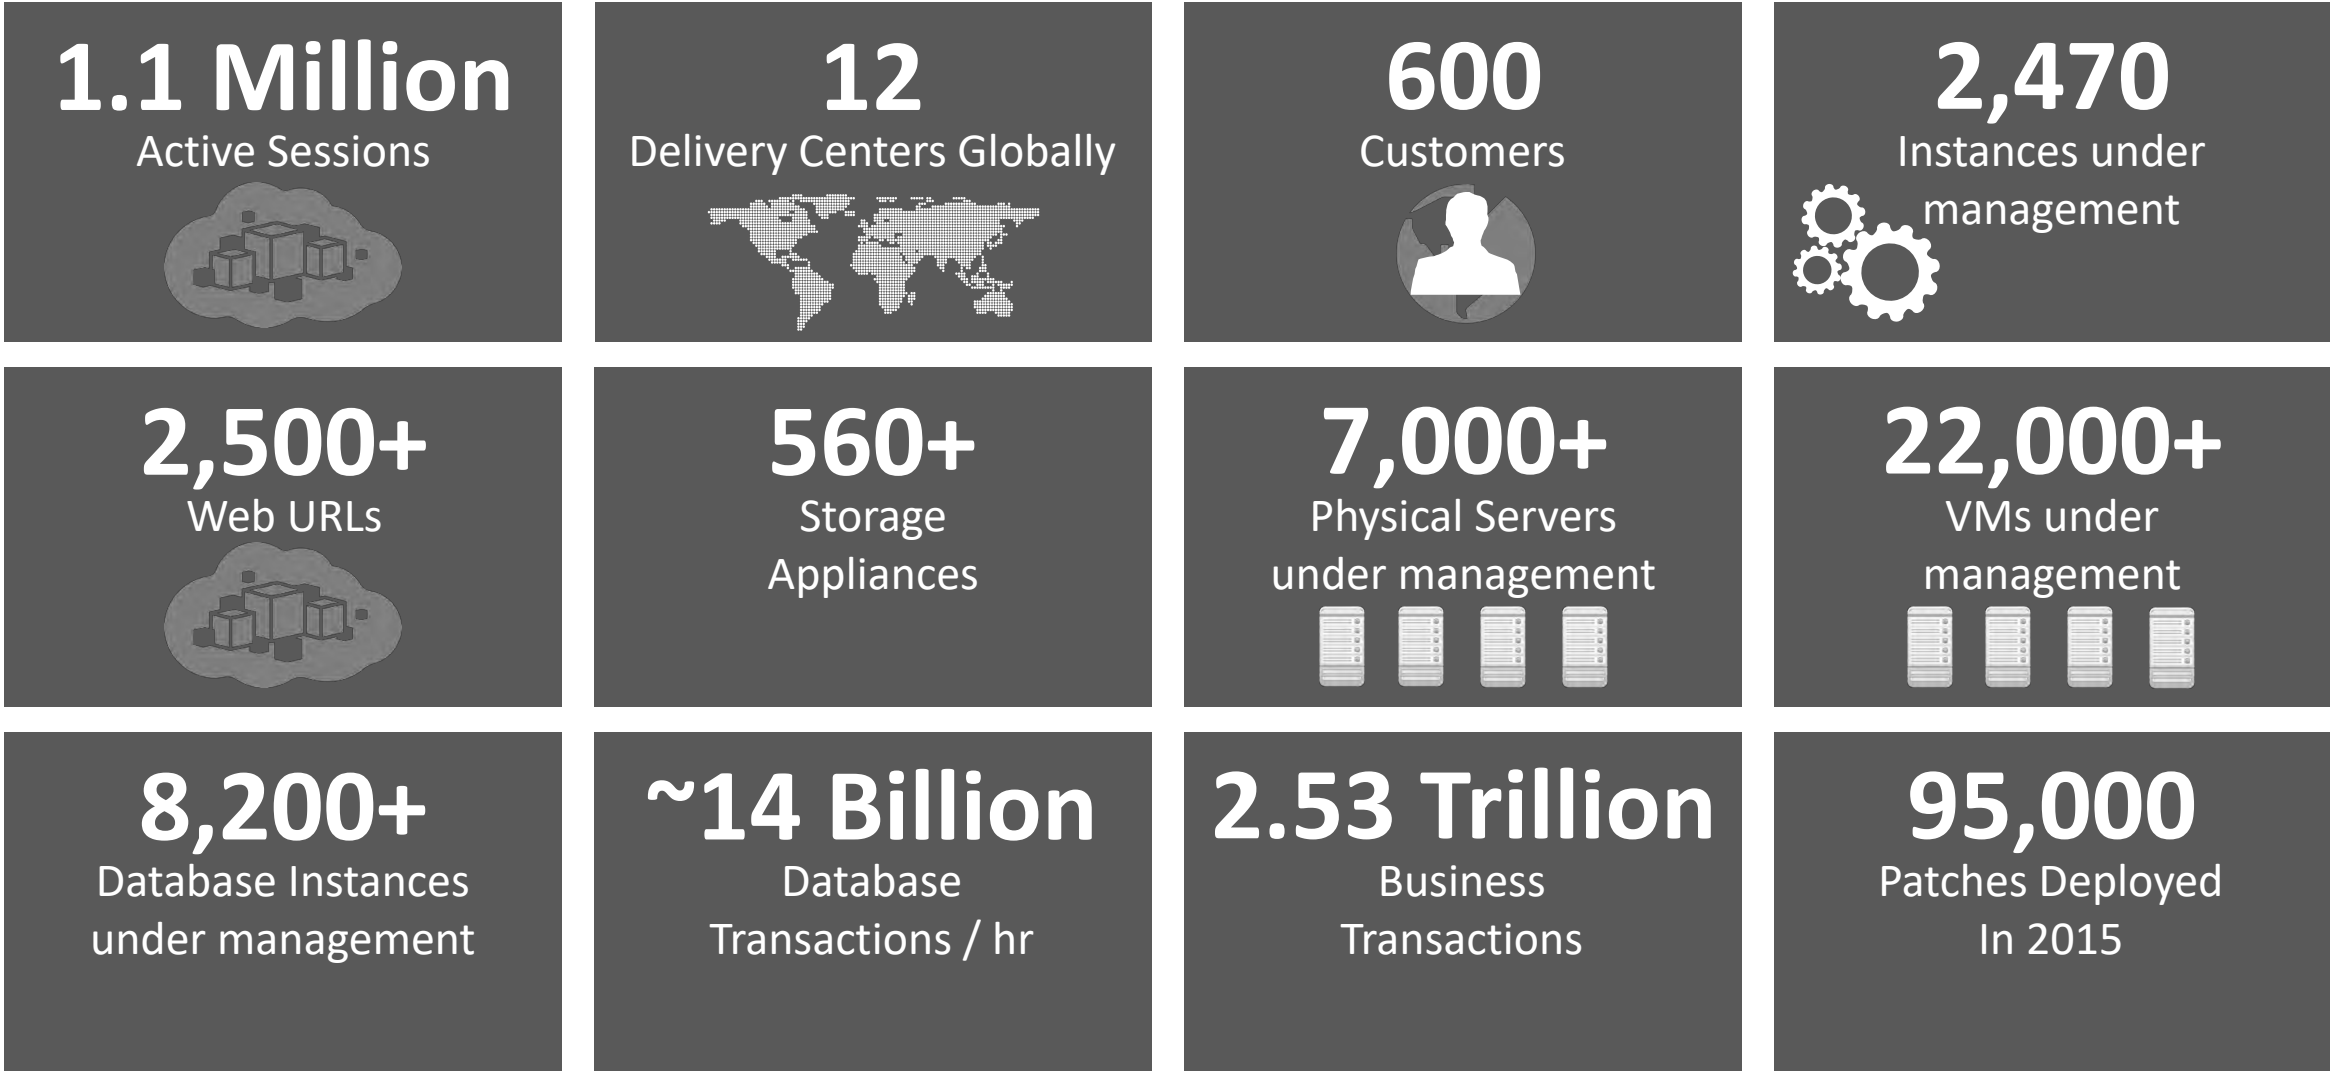 1.1 Million
Active Sessions
12
Delivery Centers Globally
600
Customers
2,470
Instances under
management
2,500+
Web URLs
560+
Storage
Appliances
7,000+
Physical Servers
under management
22,000+
VMs under
management
8,200+
Database Instances
under management
~14 Billion
Database
Transactions / hr
2.53 Trillion
Business
Transactions
95,000
Patches Deployed
In 2015